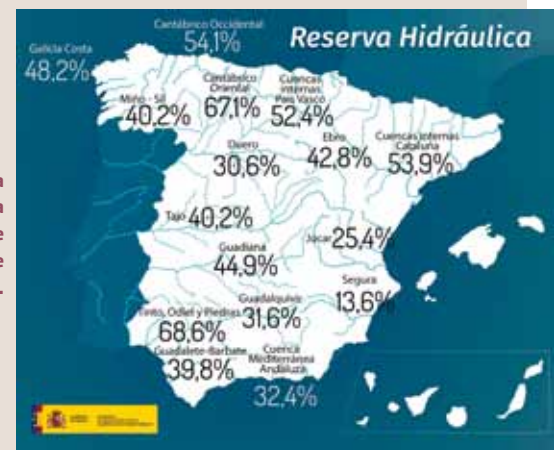 Reserva Hidráulica
Cantábrico Occidental
54,1%
Galicia Costa
48,2%
Miño - Sil
40,2%
Cantábrico
Oriental
67,1%
Cuencas
internas
País Vasco
52,4%
Ebro
42,8%
Cuencas internas
Cataluña
53,9%
Duero
30,6%
Tajo 40,2%
Júcar 25,4%
Guadiana
44,9%
Segura
13,6%
Guadalquivir
31,6%
Tinto, Odiel y Piedras
68,6%
Guadalete-Barbate
39,8%
Cuenca
Mediterránea
Andaluza
32,4%